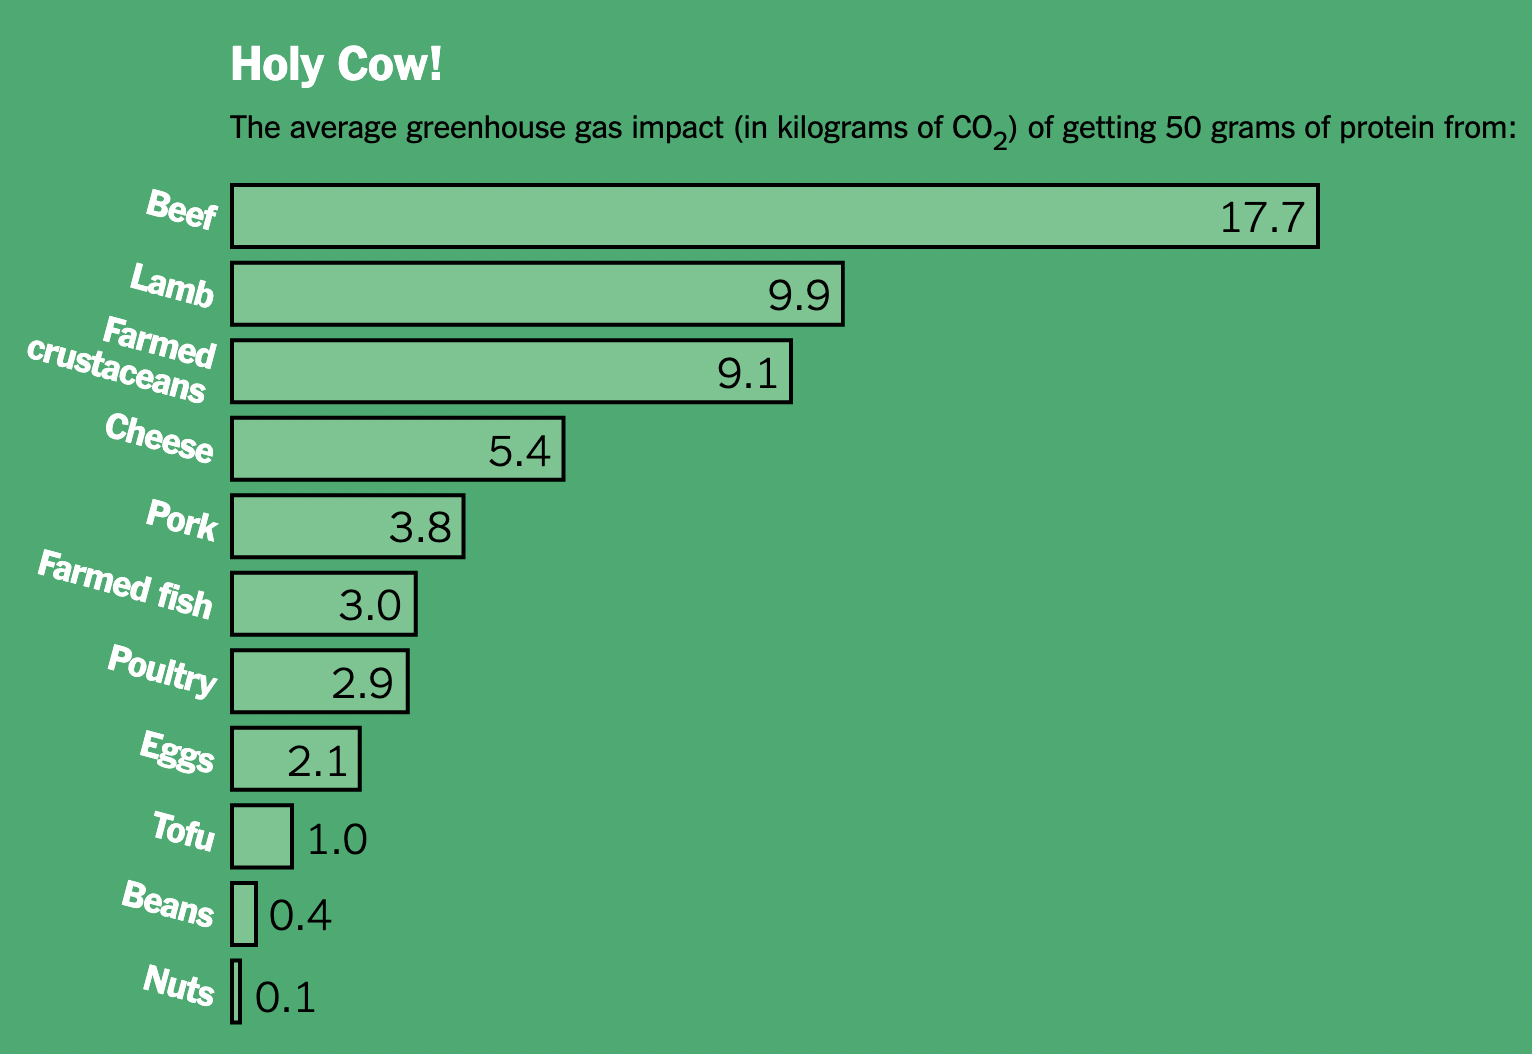 Holy Cow!
The average greenhouse gas impact (in kilograms of CO₂) of getting 50 grams of protein from:
Beef 17.7
Lamb 9.9
Farmed
crustaceans 9.1
Cheese 5.4
Pork 3.8
Farmed fish 3.0
Poultry 2.9
Eggs 2.1
Tofu 1.0
Beans 0.4
Nuts 0.1